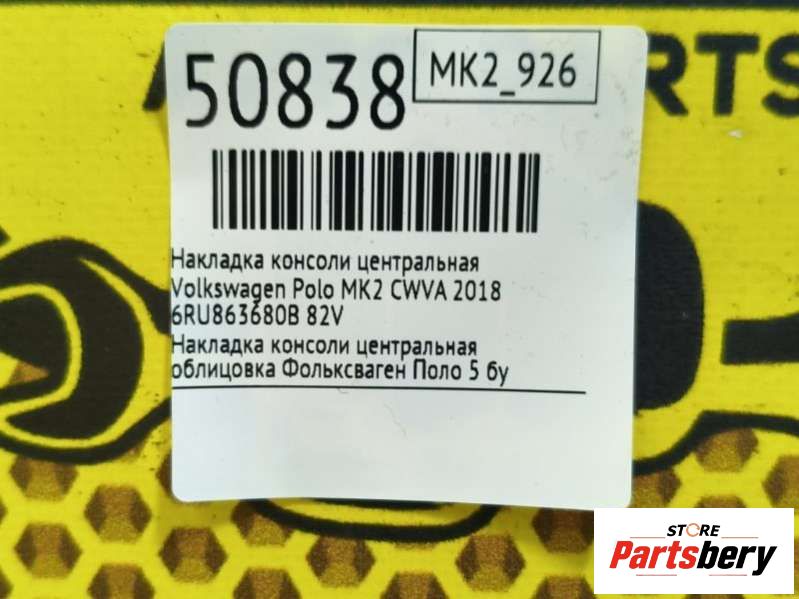 50838
MK2_926
RTS
Накладка консоли центральная
Volkswagen Polo MK2 CWVA 2018
6RU863680B 82V
Накладка консоли центральная
облицовка Фольксваген Поло 5 бу
STORE
Partsbery